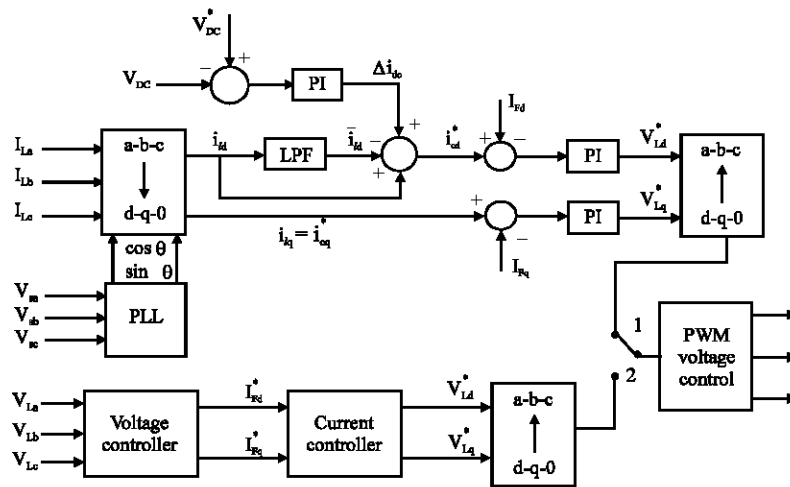 V*DC
+
−
VDC
PI
Δidc
+
ILa
ILb
ILc
a-b-c
d-q-0
ild
LPF
īld
−
+
i*cd
IFd
+
−
PI
V*Ld
a-b-c
d-q-0
ilq = i*cq
+
−
IFq
PI
V*Lq
cos θ
sin θ
Vsa
Vsb
Vsc
PLL
1
2
PWM
voltage
control
VLa
VLb
VLc
Voltage
controller
I*Fd
I*Fq
Current
controller
V*Ld
V*Lq
a-b-c
d-q-0